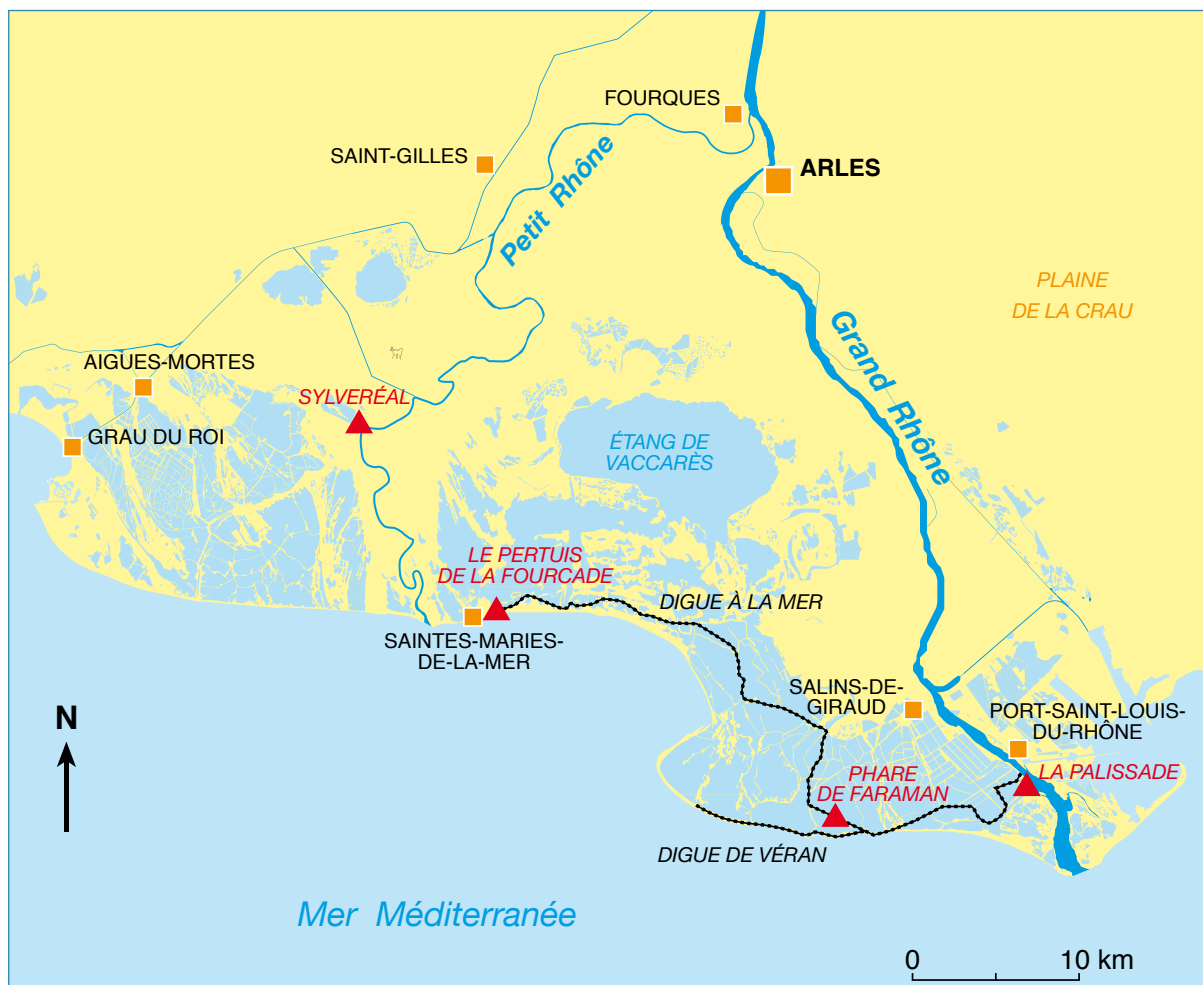 FOURQUES
SAINT-GILLES
ARLES
Petit Rhône
PLAINE
DE LA CRAU
Grand Rhône
AIGUES-MORTES
SYLVERÉAL
GRAU DU ROI
ÉTANG DE
VACCARÈS
LE PERTUIS
DE LA FOURCADE
DIGUE À LA MER
SAINTES-MARIES-
DE-LA-MER
SALINS-DE-
GIRAUD
PORT-SAINT-LOUIS-
DU-RHÔNE
N
PHARE
DE FARAMAN
LA PALISSADE
DIGUE DE VÉRAN
Mer Méditerranée
0 10 km